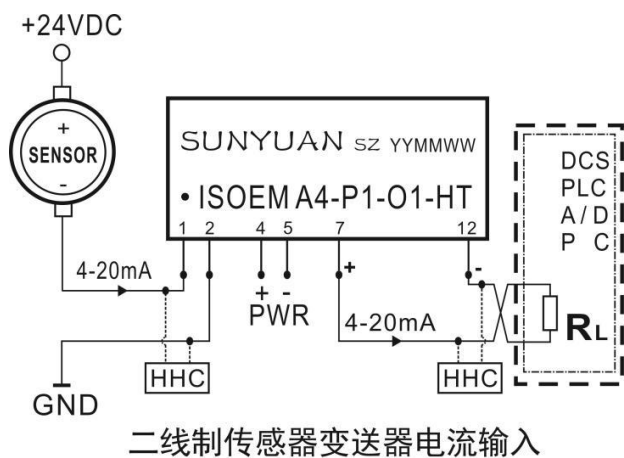 +24VDC
+
SENSOR
-
SUNYUAN SZ YYMMWW
• ISOEM A4-P1-O1-HT
1 2 4 5 7 12
4-20mA
+ -
PWR
+
4-20mA
-
HHC
HHC
GND
DCS
PLC
A/D
P C
RL
二线制传感器变送器电流输入